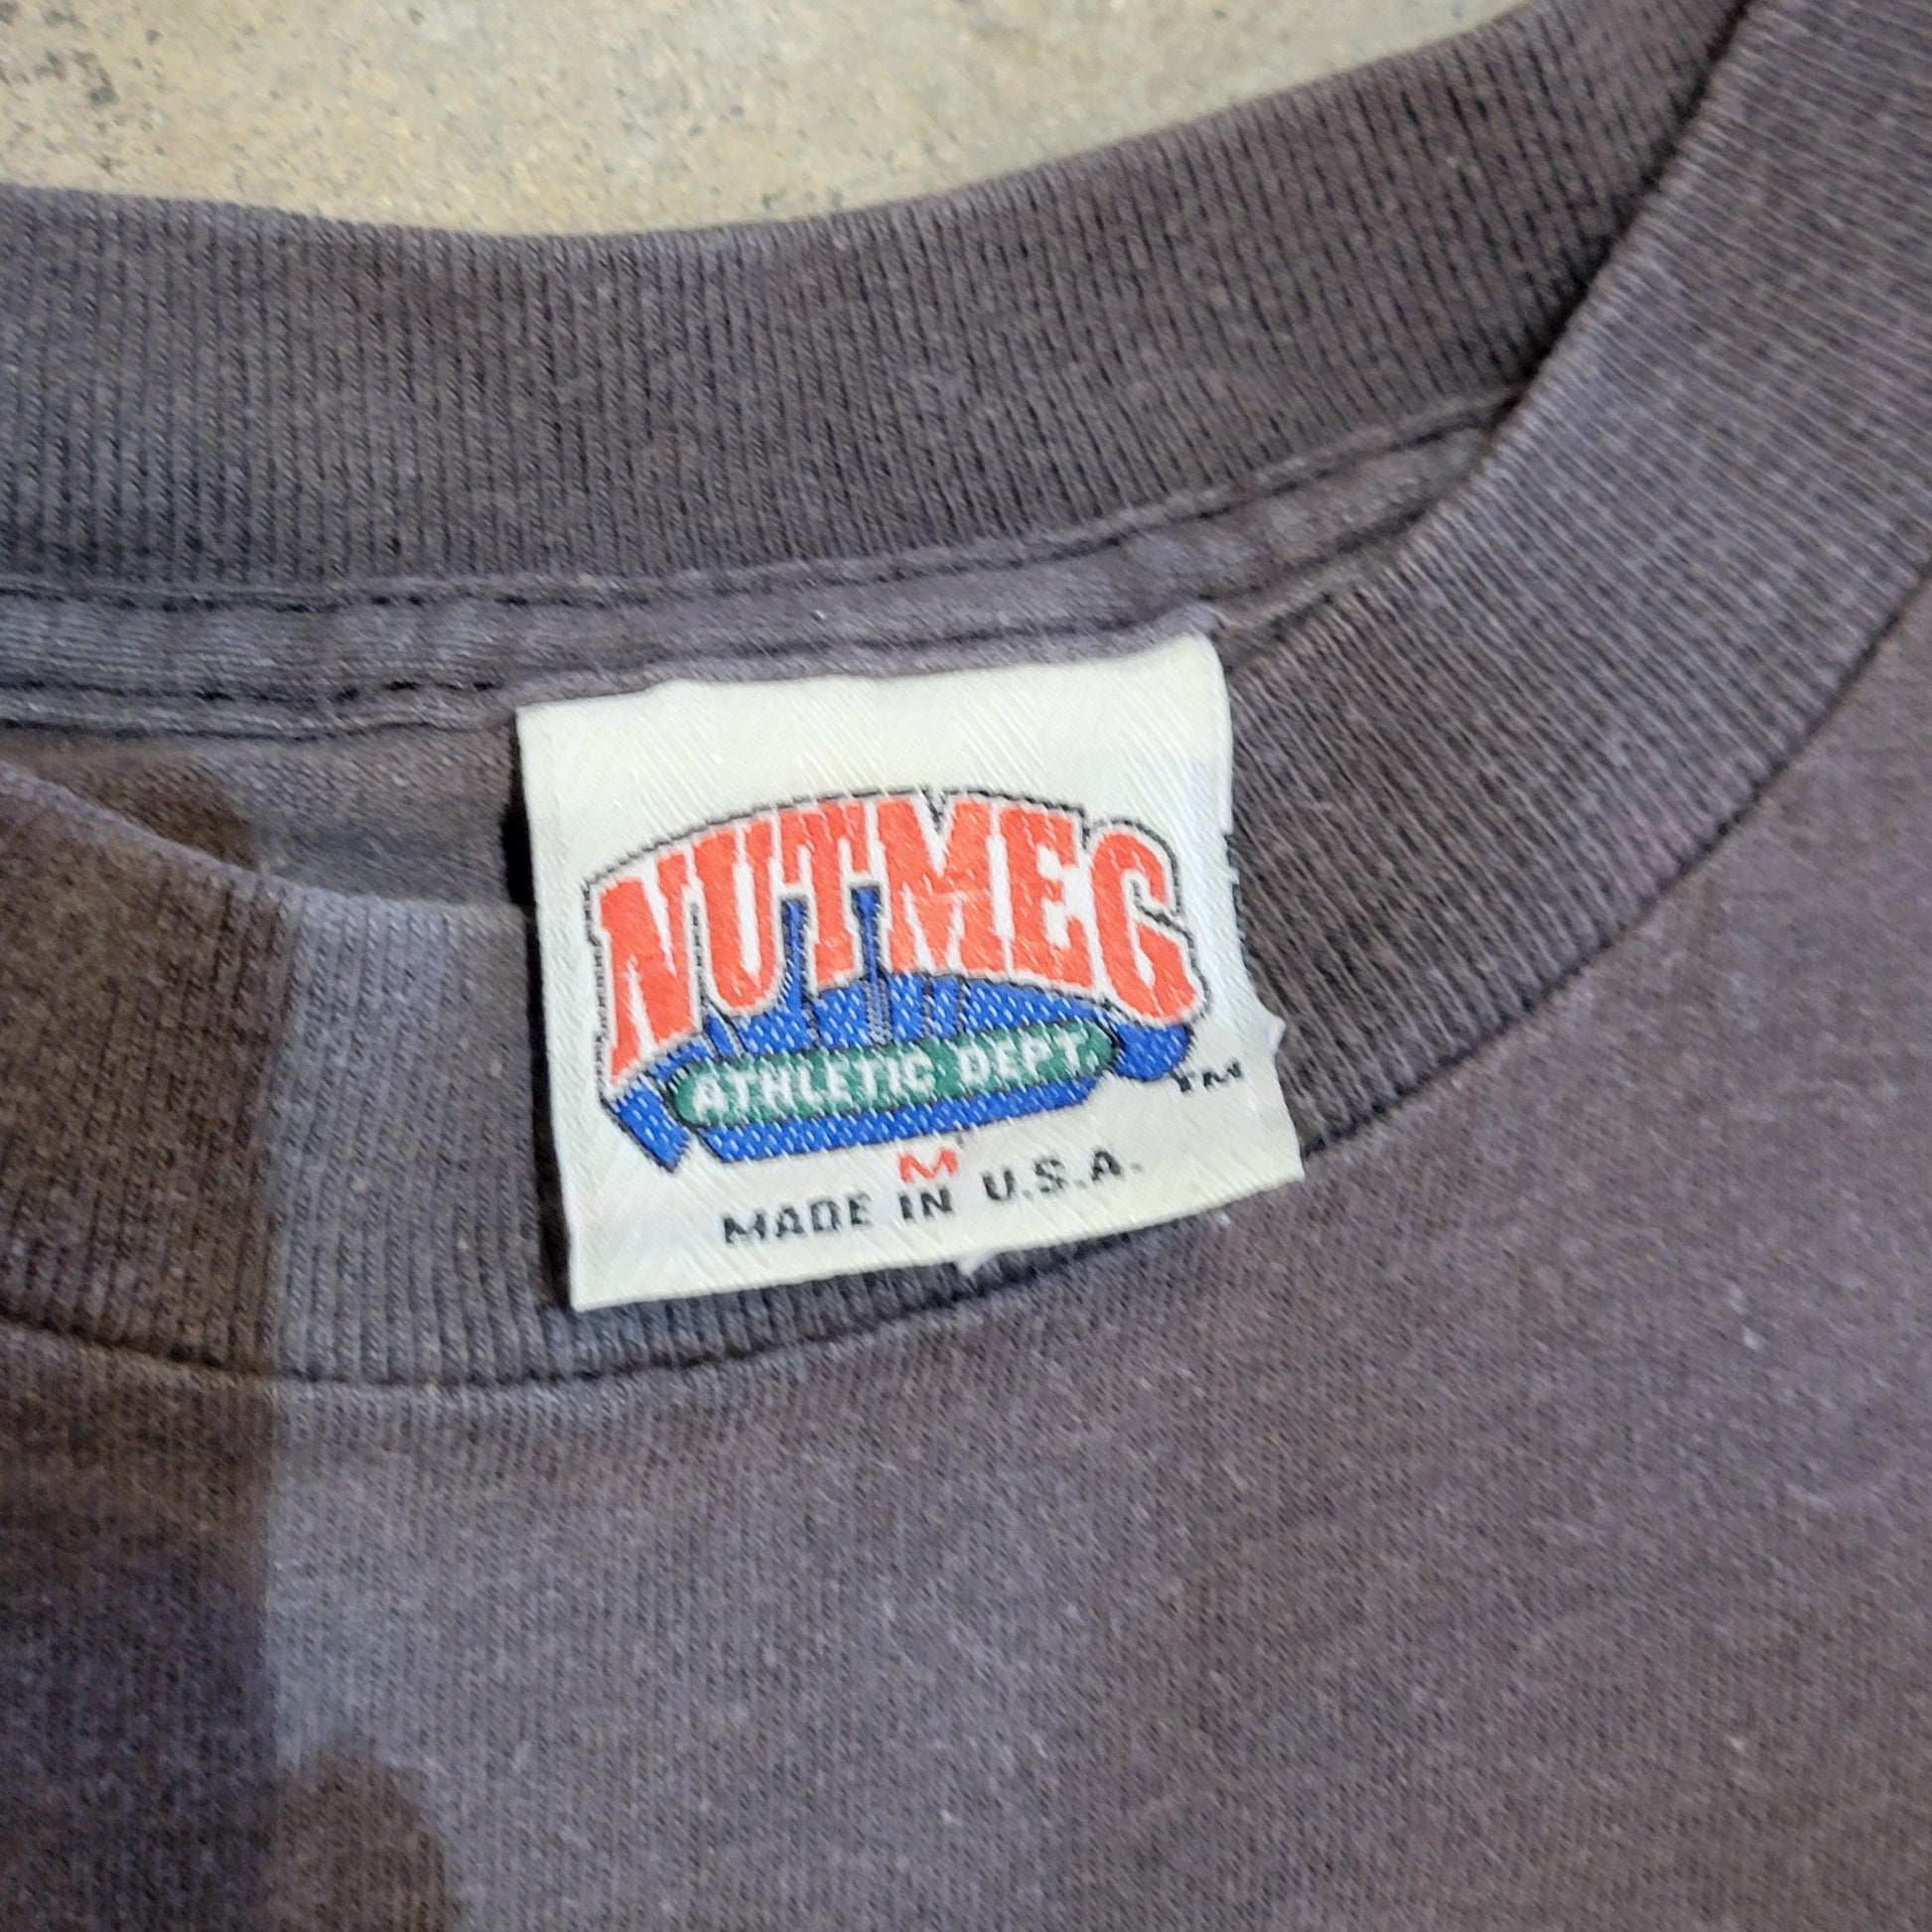 NUTMEG
ATHLETIC DEPT.
TM
M
MADE IN U.S.A.